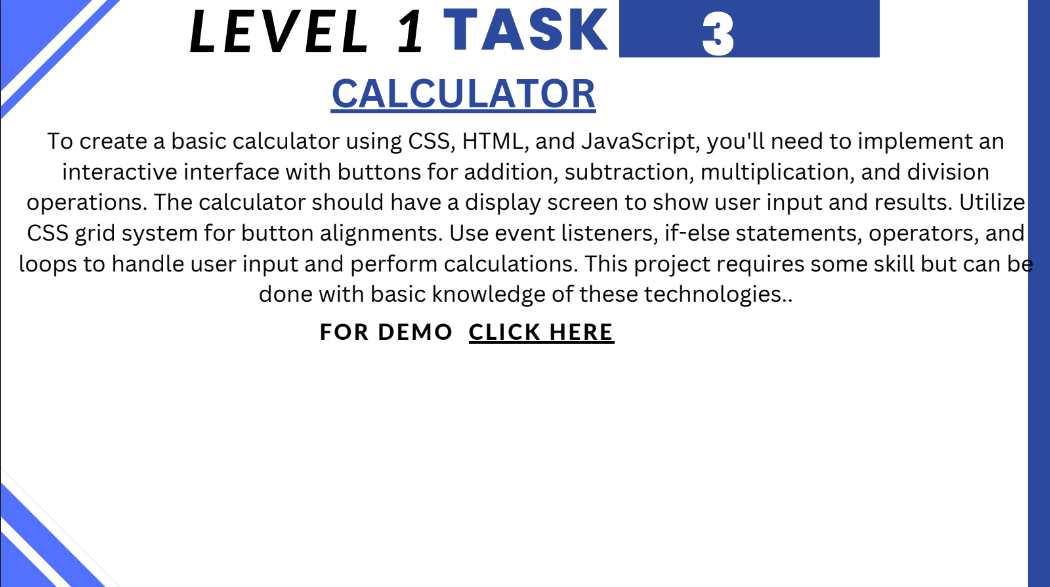 LEVEL 1 TASK 3
CALCULATOR
To create a basic calculator using CSS, HTML, and JavaScript, you'll need to implement an
interactive interface with buttons for addition, subtraction, multiplication, and division
operations. The calculator should have a display screen to show user input and results. Utilize
CSS grid system for button alignments. Use event listeners, if-else statements, operators, and
loops to handle user input and perform calculations. This project requires some skill but can be
done with basic knowledge of these technologies..
FOR DEMO CLICK HERE